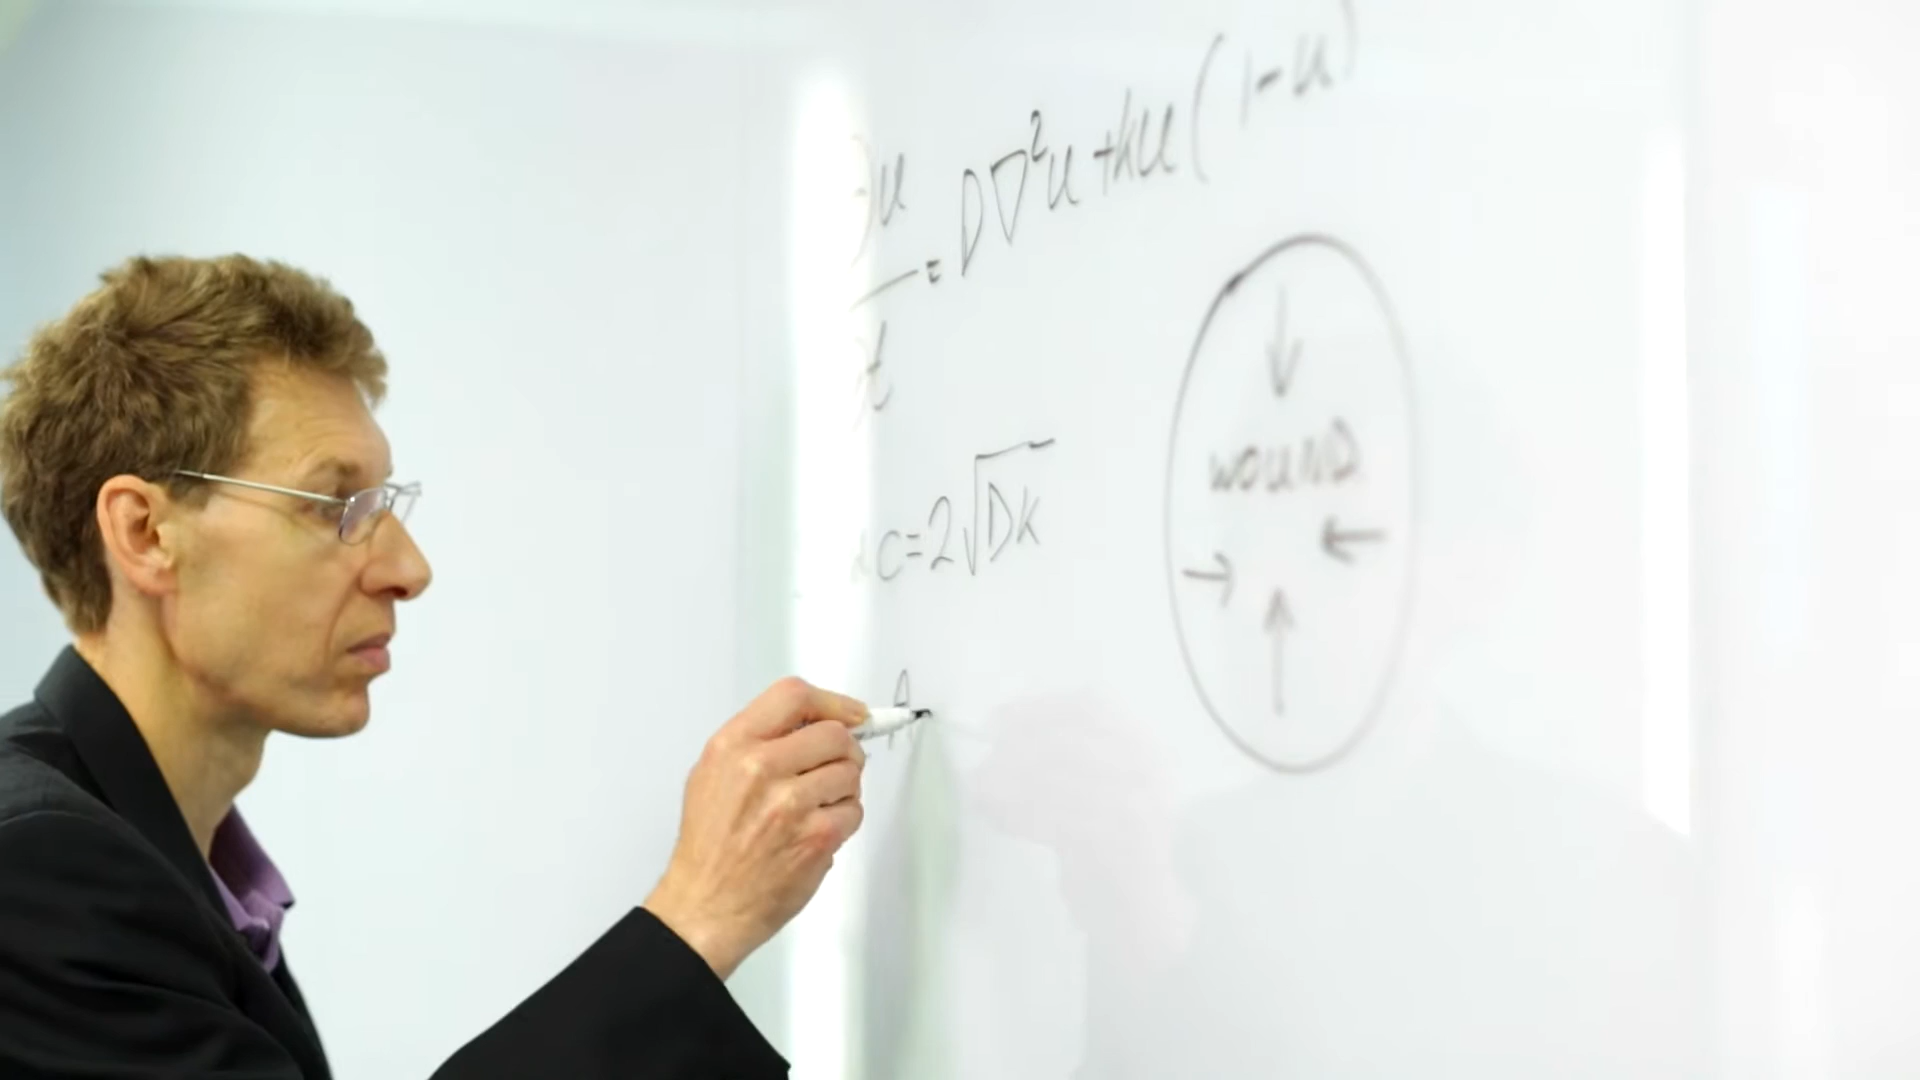 ∂u
— = D∇²u + ku(1-u)
∂t
c=2√Dk
A
WOUND